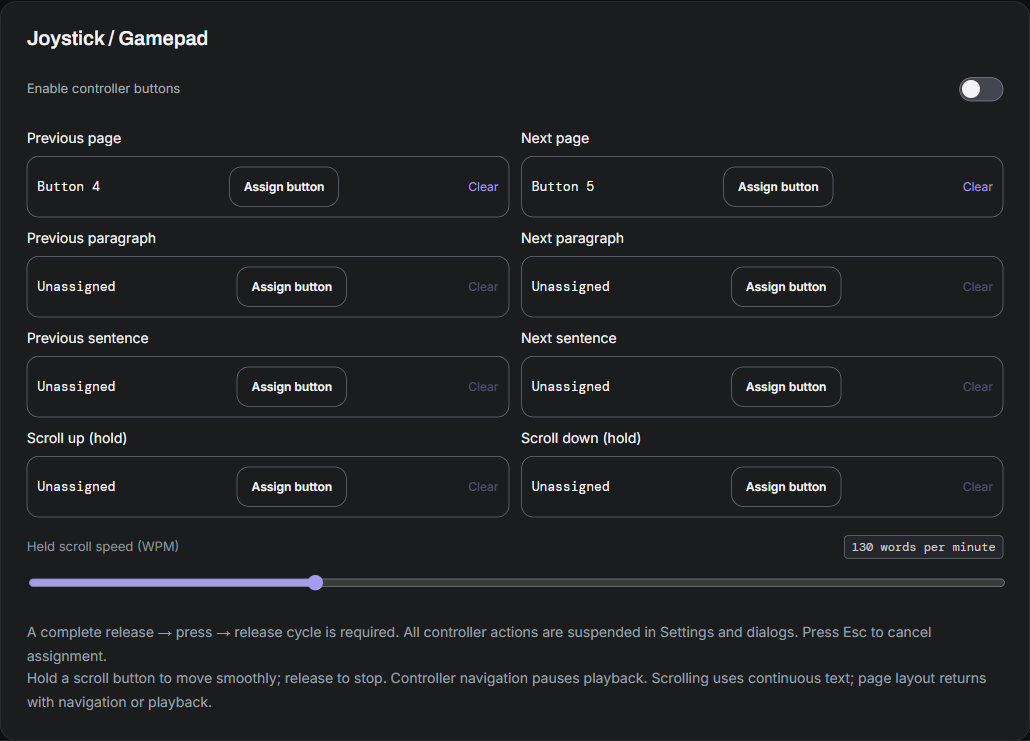 Joystick / Gamepad
Enable controller buttons
Previous page
Next page
Button 4
Assign button
Clear
Button 5
Assign button
Clear
Previous paragraph
Next paragraph
Unassigned
Assign button
Clear
Unassigned
Assign button
Clear
Previous sentence
Next sentence
Unassigned
Assign button
Clear
Unassigned
Assign button
Clear
Scroll up (hold)
Scroll down (hold)
Unassigned
Assign button
Clear
Unassigned
Assign button
Clear
Held scroll speed (WPM)
130 words per minute
A complete release → press → release cycle is required. All controller actions are suspended in Settings and dialogs. Press Esc to cancel
assignment.
Hold a scroll button to move smoothly; release to stop. Controller navigation pauses playback. Scrolling uses continuous text; page layout returns
with navigation or playback.